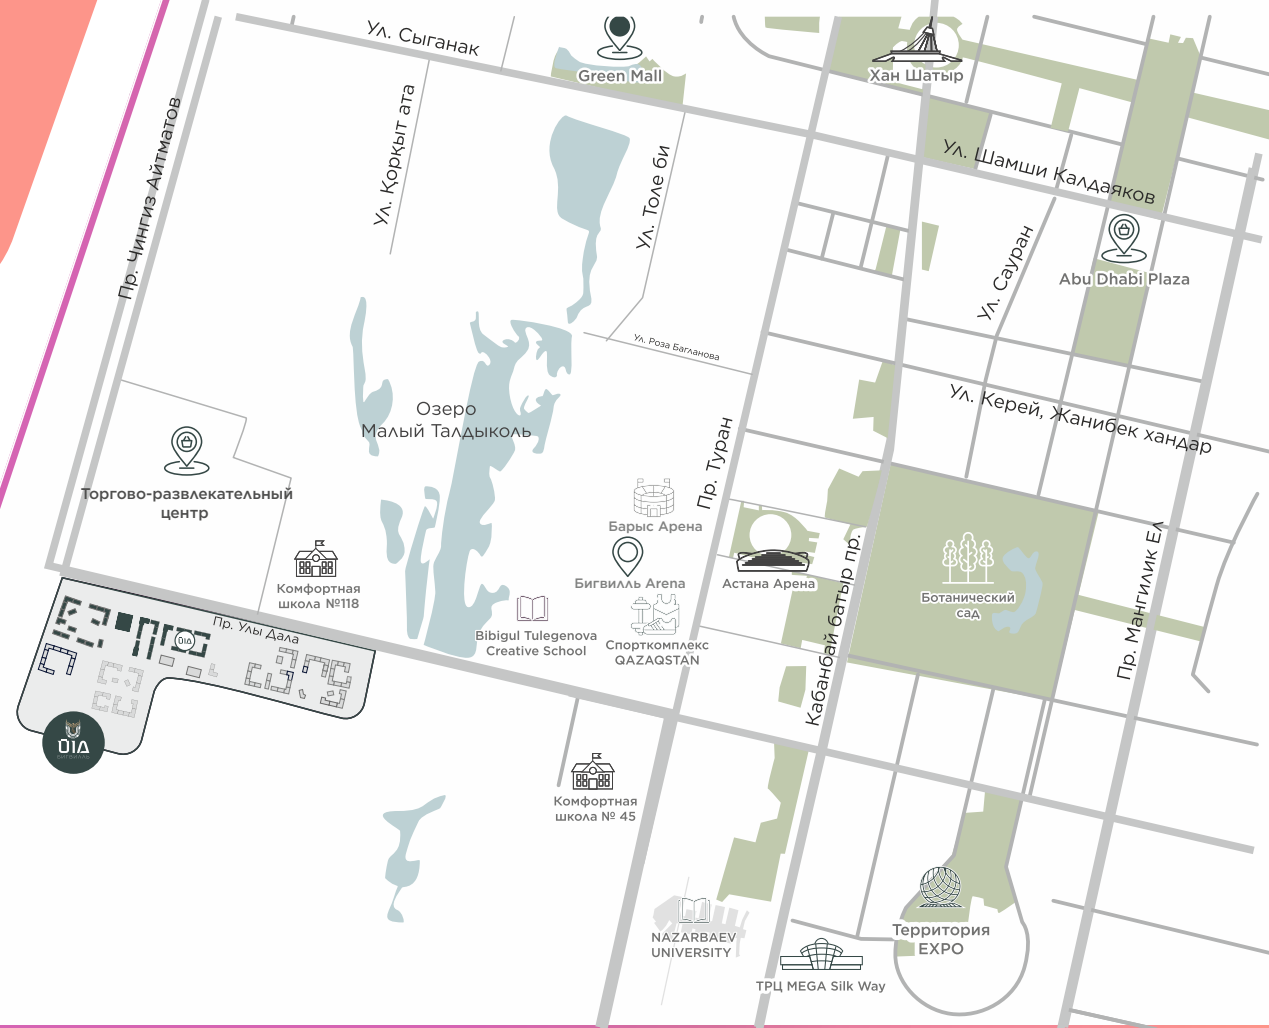 Ул. Сыганак
Green Mall
Хан Шатыр
Ул. Қорқыт ата
Пр. Чингиз Айтматов
Ул. Толе би
Ул. Шамши Калдаяков
Ул. Сауран
Abu Dhabi Plaza
Ул. Роза Багланова
Ул. Керей, Жанибек хандар
Озеро
Малый Талдыколь
Пр. Туран
Торгово-развлекательный
центр
Барыс Арена
Бигвилль Arena
Астана Арена
Кабанбай батыр пр.
Ботанический
сад
Пр. Мангилик Ел
Комфортная
школа №118
Bibigul Tulegenova
Creative School
Спорткомплекс
QAZAQSTAN
Пр. Улы Дала
ŪIΔ
ŪIΔ
БИГВИЛЛЬ
Комфортная
школа № 45
NAZARBAEV
UNIVERSITY
Территория
EXPO
ТРЦ MEGA Silk Way